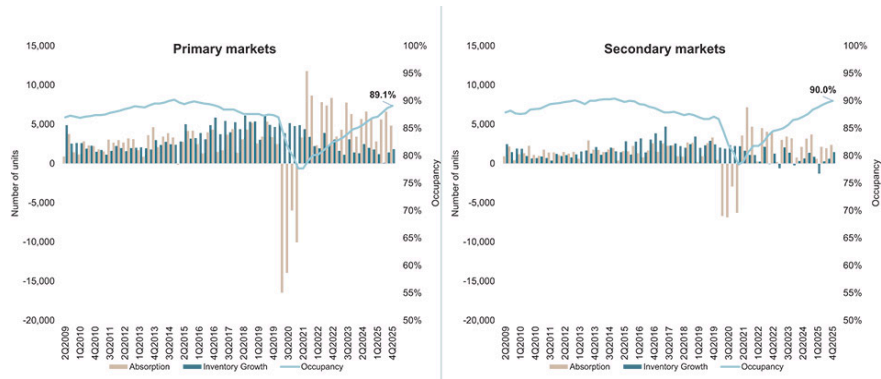 Primary markets
15,000
10,000
5,000
0
-5,000
-10,000
-15,000
-20,000
Number of units
100%
95%
90%
85%
80%
75%
70%
65%
60%
55%
50%
Occupancy
89.1%
2Q2009
1Q2010
4Q2010
3Q2011
2Q2012
1Q2013
4Q2013
3Q2014
2Q2015
1Q2016
4Q2016
3Q2017
2Q2018
1Q2019
4Q2019
3Q2020
2Q2021
1Q2022
4Q2022
3Q2023
2Q2024
1Q2025
4Q2025
Absorption Inventory Growth Occupancy
Secondary markets
15,000
10,000
5,000
0
-5,000
-10,000
-15,000
-20,000
Number of units
100%
95%
90%
85%
80%
75%
70%
65%
60%
55%
50%
Occupancy
90.0%
2Q2009
1Q2010
4Q2010
3Q2011
2Q2012
1Q2013
4Q2013
3Q2014
2Q2015
1Q2016
4Q2016
3Q2017
2Q2018
1Q2019
4Q2019
3Q2020
2Q2021
1Q2022
4Q2022
3Q2023
2Q2024
1Q2025
4Q2025
Absorption Inventory Growth Occupancy